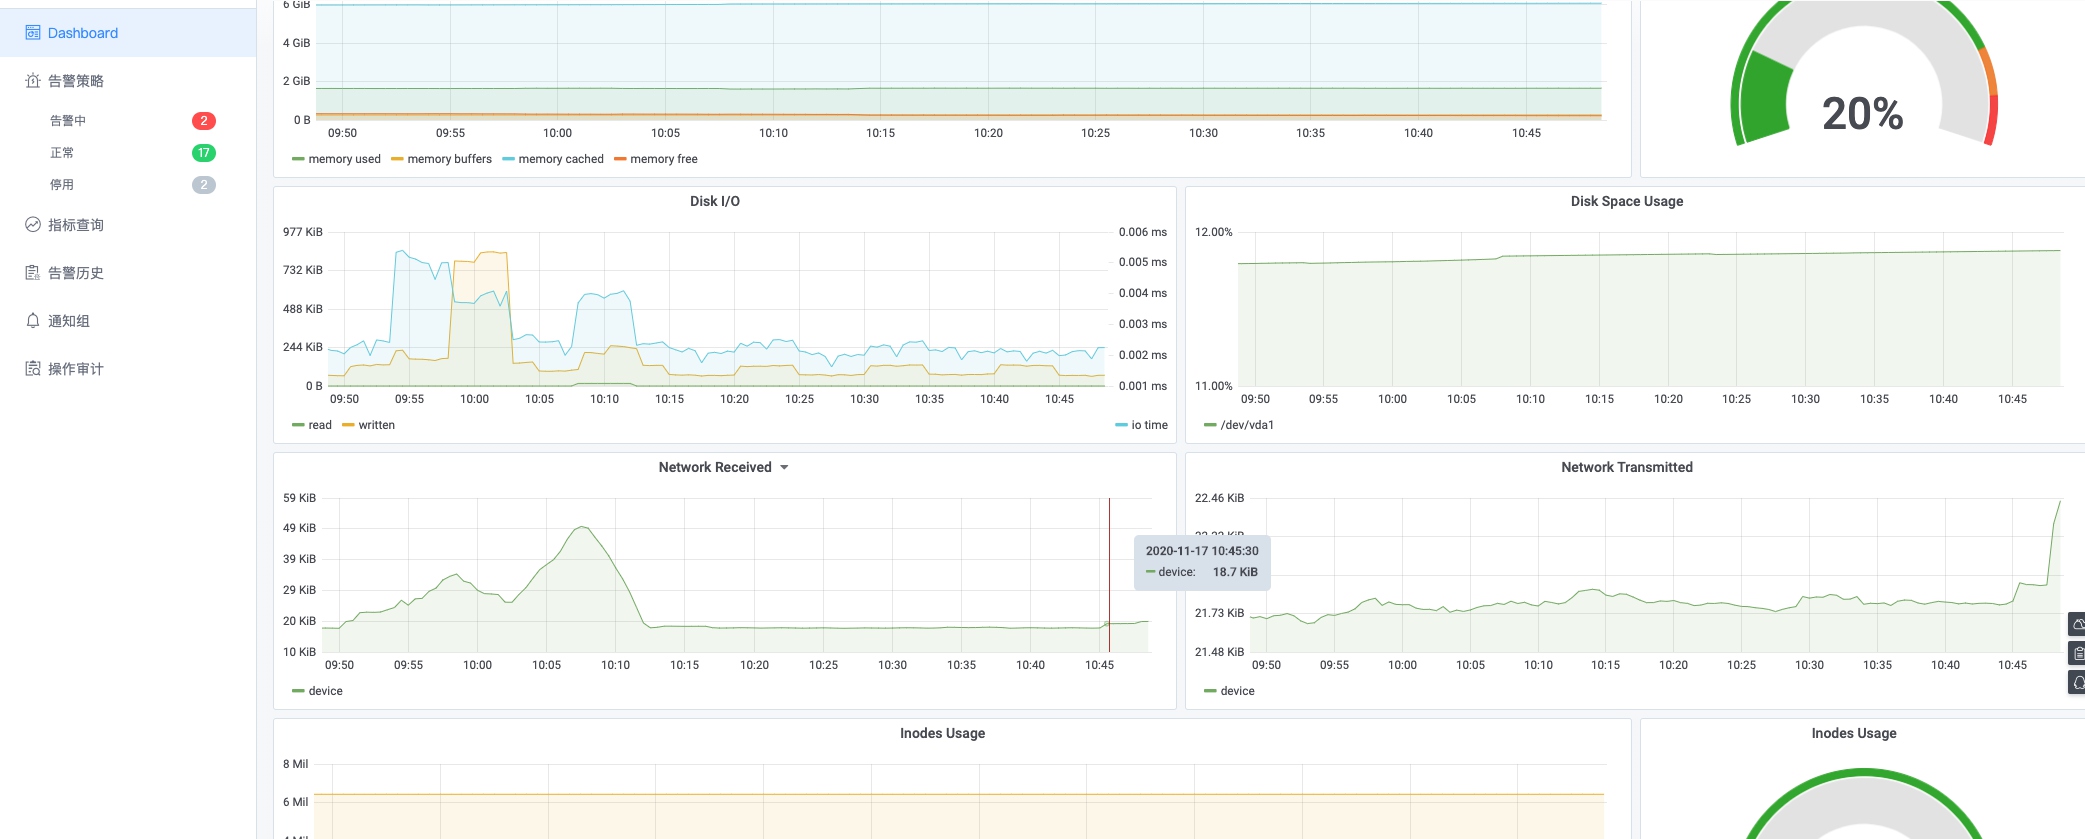 Dashboard
告警策略
告警中 2
正常 17
停用 2
指标查询
告警历史
通知组
操作审计
6 GiB
4 GiB
2 GiB
0 B
09:50 09:55 10:00 10:05 10:10 10:15 10:20 10:25 10:30 10:35 10:40 10:45
memory used memory buffers memory cached memory free
20%
Disk I/O
977 KiB
732 KiB
488 KiB
244 KiB
0 B
0.006 ms
0.005 ms
0.004 ms
0.003 ms
0.002 ms
0.001 ms
09:50 09:55 10:00 10:05 10:10 10:15 10:20 10:25 10:30 10:35 10:40 10:45
read written io time
Disk Space Usage
12.00%
11.00%
09:50 09:55 10:00 10:05 10:10 10:15 10:20 10:25 10:30 10:35 10:40 10:45
/dev/vda1
Network Received
59 KiB
49 KiB
39 KiB
29 KiB
20 KiB
10 KiB
09:50 09:55 10:00 10:05 10:10 10:15 10:20 10:25 10:30 10:35 10:40 10:45
device
2020-11-17 10:45:30
device: 18.7 KiB
Network Transmitted
22.46 KiB
21.73 KiB
21.48 KiB
09:50 09:55 10:00 10:05 10:10 10:15 10:20 10:25 10:30 10:35 10:40 10:45
device
Inodes Usage
8 Mil
6 Mil
Inodes Usage